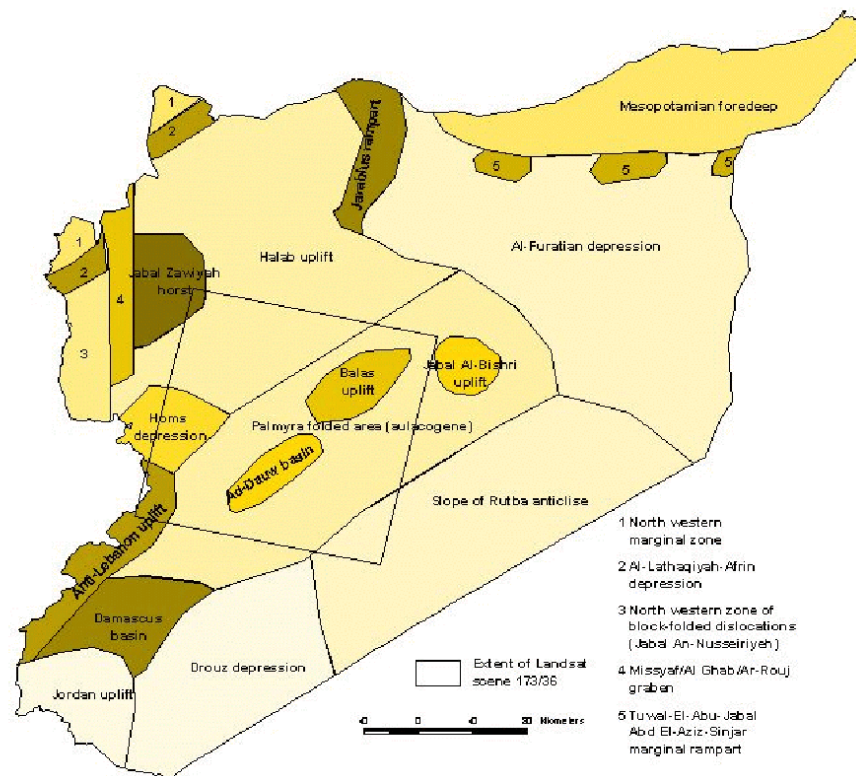 Mesopotamian foredeep
1
2
Jarablus rampart
5
5
5
1
2
4
3
Jabal Zawiyah
horst
Halab uplift
Al-Furatian depression
Balas
uplift
Jabal Al-Bishri
uplift
Homs
depression
Palmyra folded area (aulacogene)
Ad-Dauw basin
Slope of Rutba anticlise
Anti-Lebanon uplift
Damascus
basin
Drouz depression
Jordan uplift
Extent of Landsat
scene 173/36
0
Kilometers
1 North western
marginal zone
2 Al-Lathaqiyah-Afrin
depression
3 North western zone of
block-folded dislocations
(Jabal An-Nusseiriyeh)
4 Missyaf/Al Ghab/Ar-Rouj
graben
5 Tuwal-El-Abu-Jabal
Abd El-Aziz-Sinjar
marginal rampart